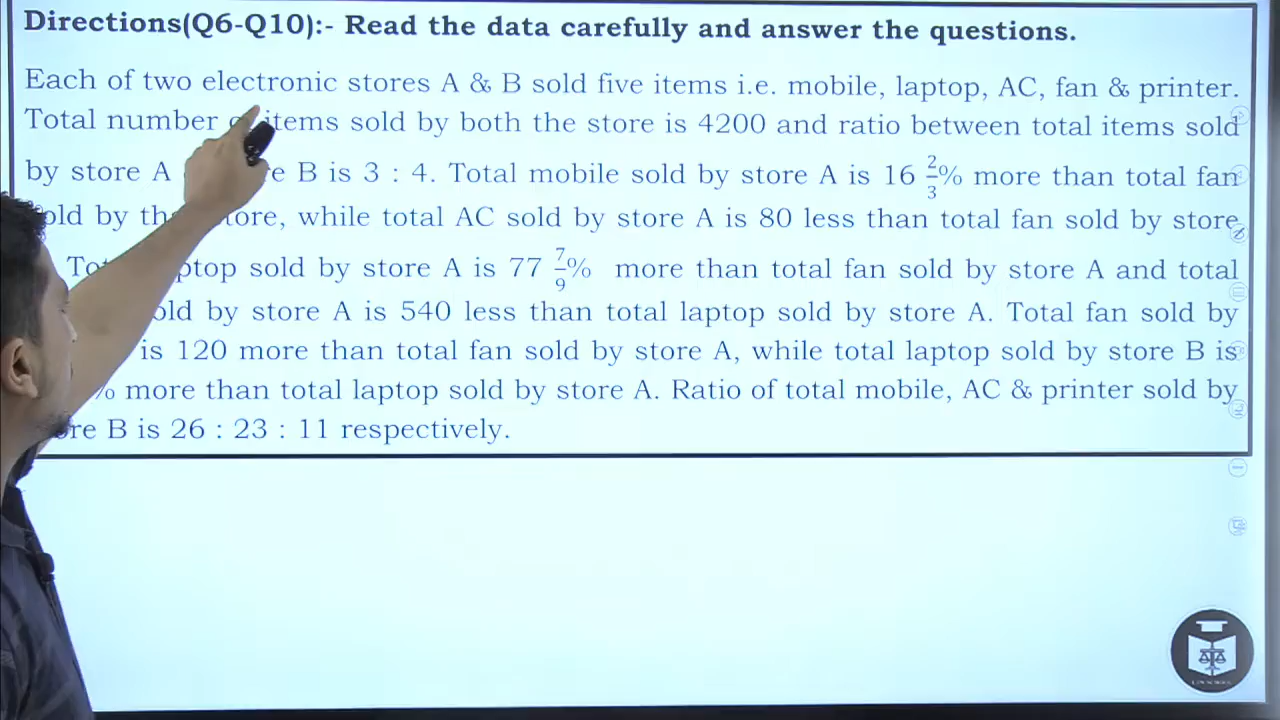 Directions(Q6-Q10):- Read the data carefully and answer the questions.
Each of two electronic stores A & B sold five items i.e. mobile, laptop, AC, fan & printer.
Total number items sold by both the store is 4200 and ratio between total items sold
by store A B is 3 : 4. Total mobile sold by store A is 16 2/3% more than total fan
by while total AC sold by store A is 80 less than total fan sold by store
sold by store A is 77 7/9% more than total fan sold by store A and total
by store A is 540 less than total laptop sold by store A. Total fan sold by
is 120 more than total fan sold by store A, while total laptop sold by store B is
% more than total laptop sold by store A. Ratio of total mobile, AC & printer sold by
B is 26 : 23 : 11 respectively.